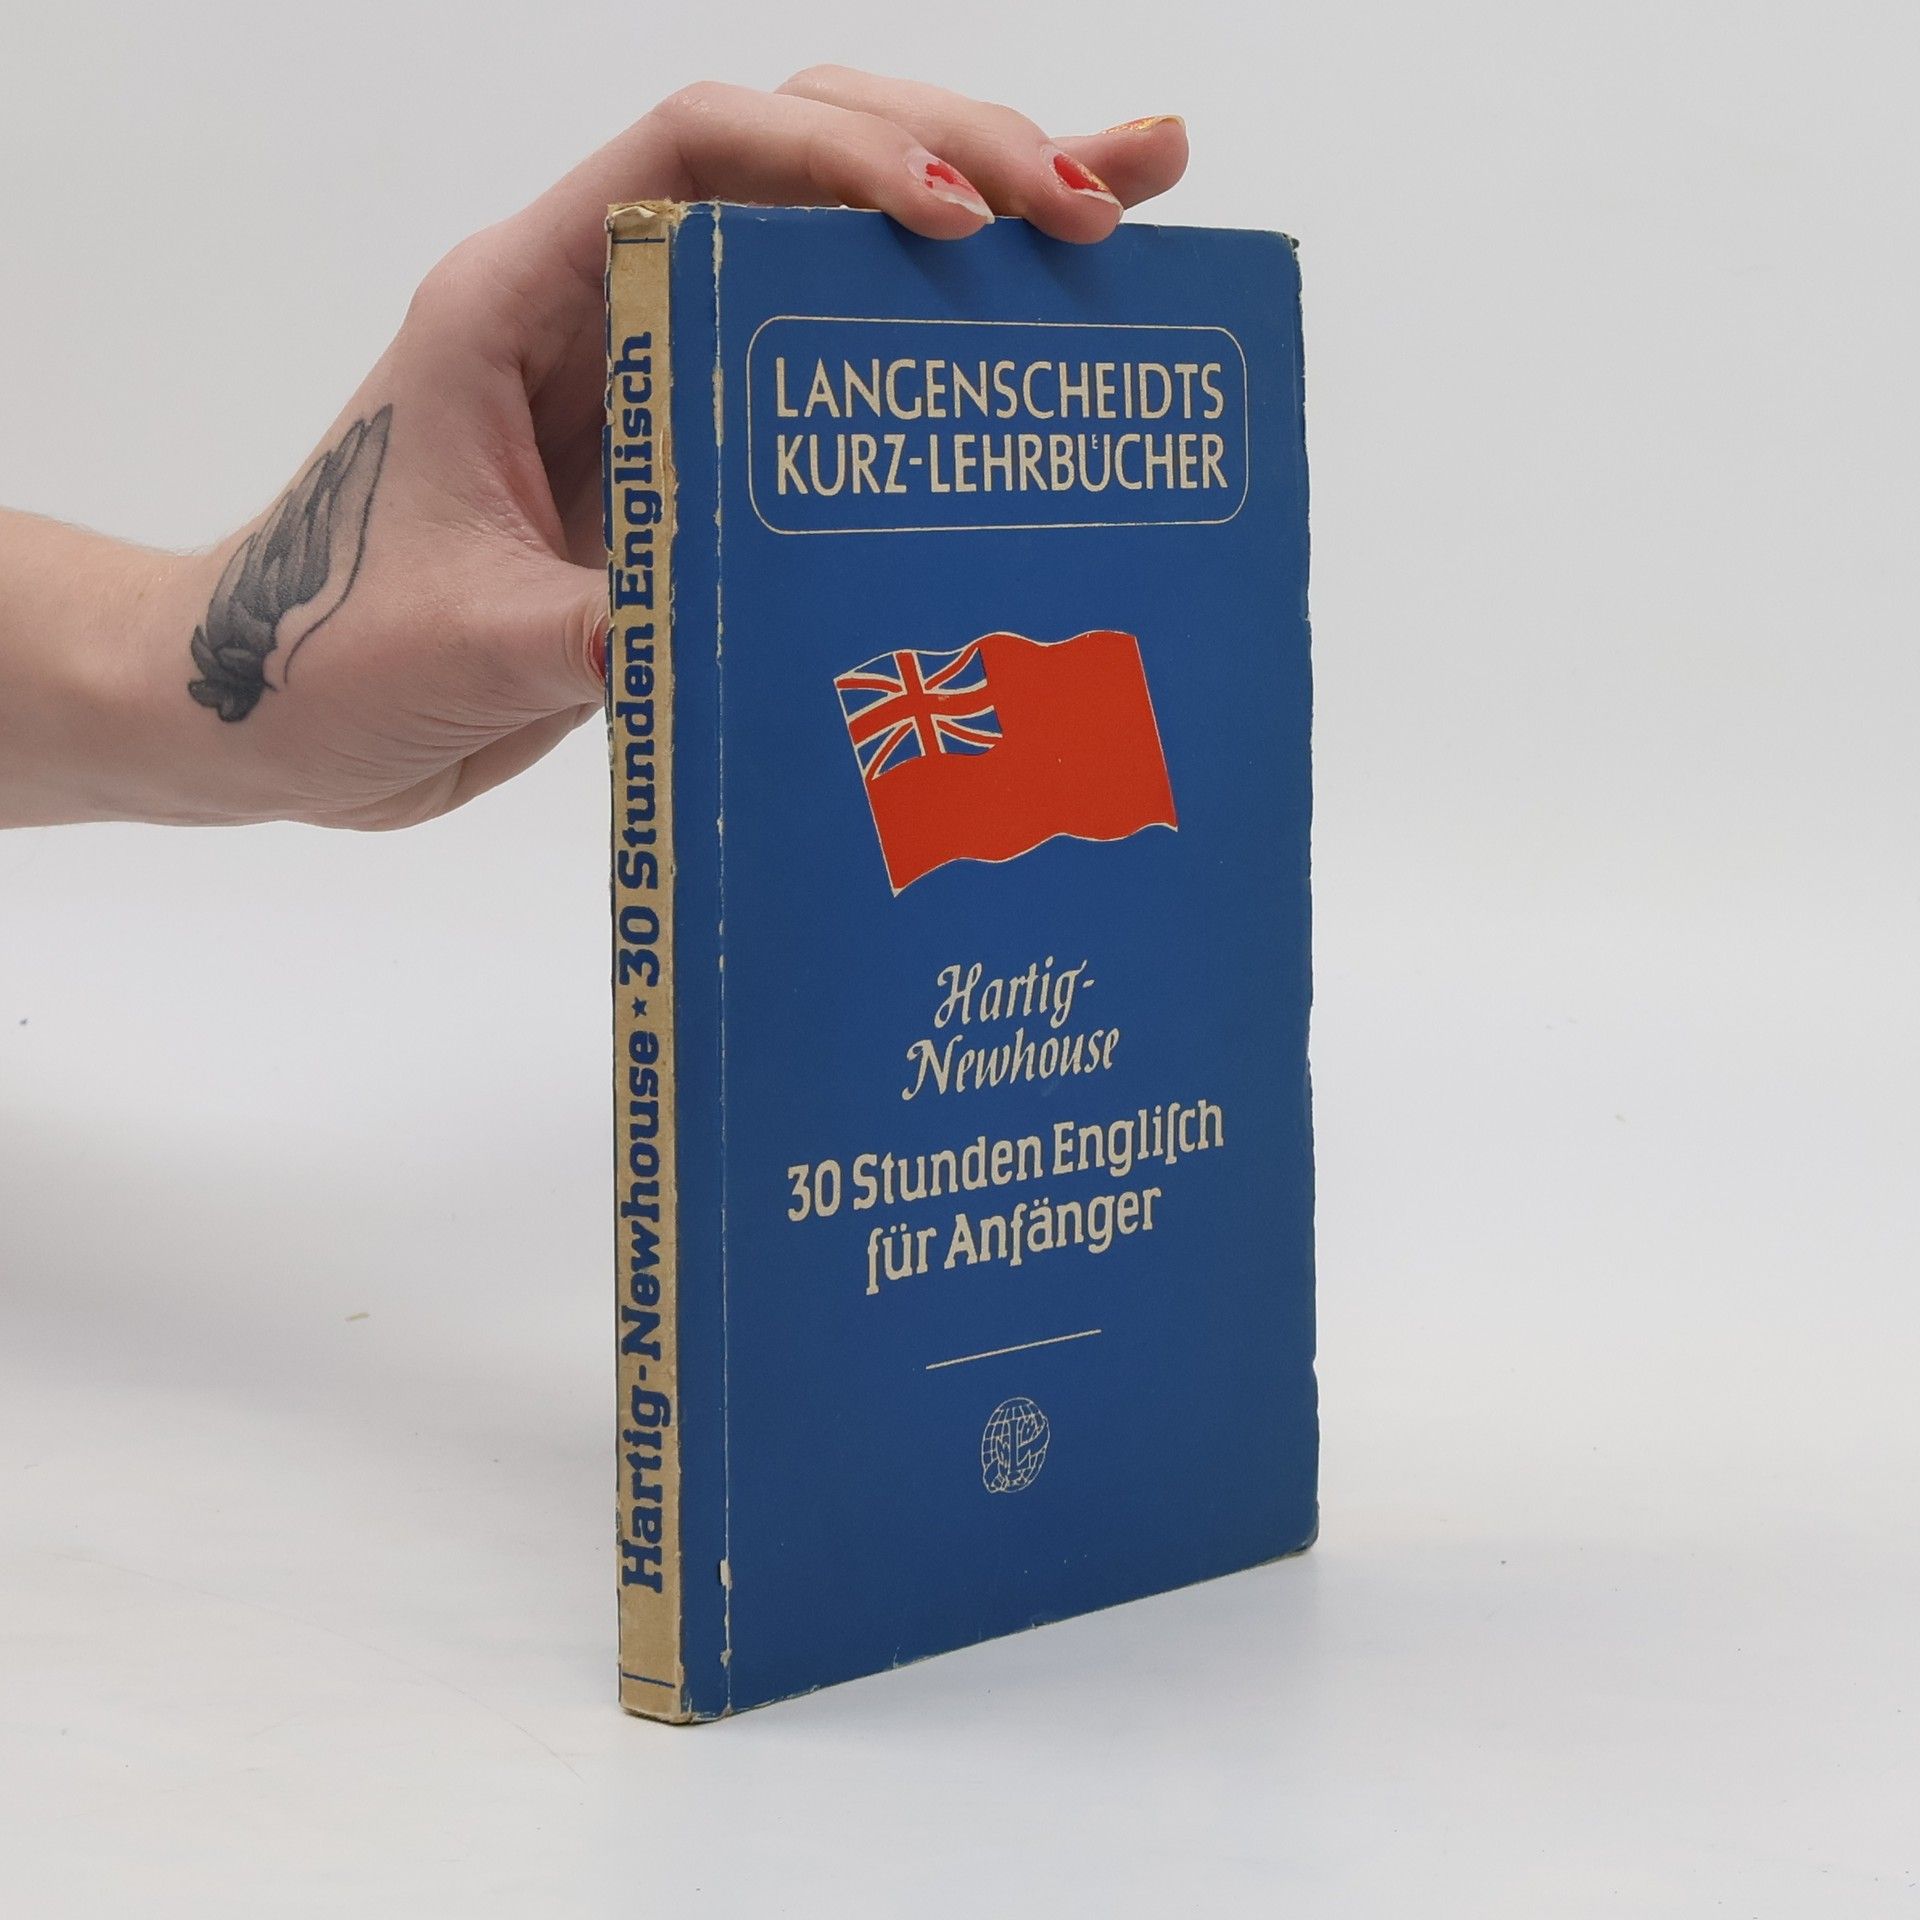 LANGENSCHEIDTS
KURZ-LEHRBÜCHER
Hartig-
Newhouse
30 Stunden Engliſch
für Anfänger
Hartig-Newhouse ★ 30 Stunden Englisch